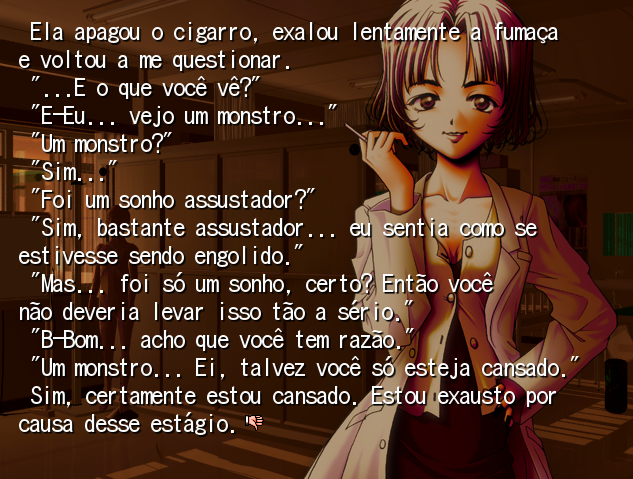 Ela apagou o cigarro, exalou lentamente a fumaça
e voltou a me questionar.
"...E o que você vê?"
"E-Eu... vejo um monstro..."
"Um monstro?"
"Sim..."
"Foi um sonho assustador?"
"Sim, bastante assustador... eu sentia como se
estivesse sendo engolido."
"Mas... foi só um sonho, certo? Então você
não deveria levar isso tão a sério."
"B-Bom... acho que você tem razão."
"Um monstro... Ei, talvez você só esteja cansado."
Sim, certamente estou cansado. Estou exausto por
causa desse estágio.